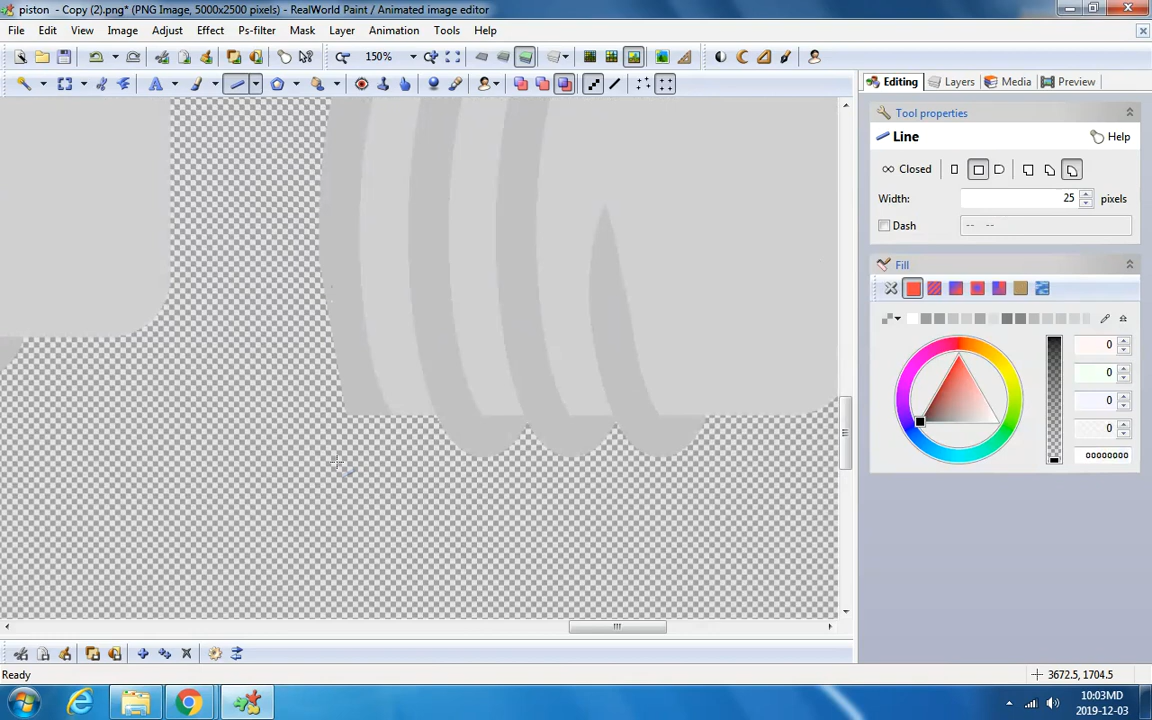 piston - Copy (2).png* (PNG Image, 5000x2500 pixels) - RealWorld Paint / Animated image editor
File Edit View Image Adjust Effect Ps-filter Mask Layer Animation Tools Help
150%
Editing Layers Media Preview
Tool properties
Line Help
Closed
Width: 25 pixels
Dash -- --
Fill
0
0
0
0
00000000
Ready 3672.5, 1704.5
10:03MD
2019-12-03